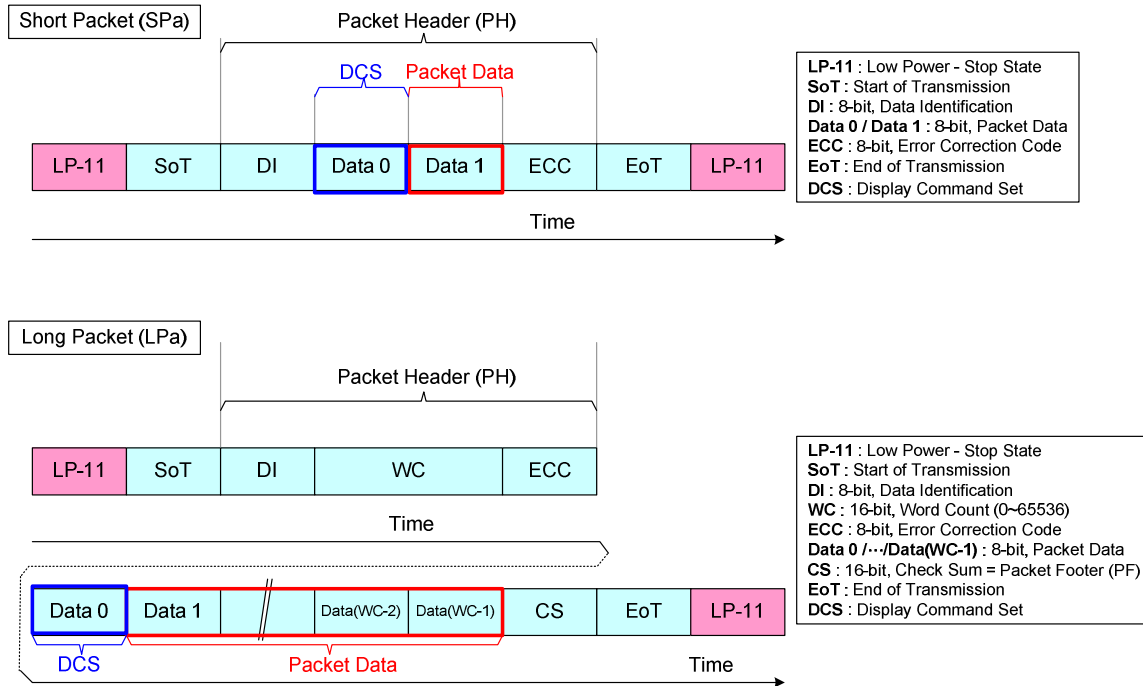 Short Packet (SPa)
Packet Header (PH)
DCS
Packet Data
LP-11
SoT
DI
Data 0
Data 1
ECC
EoT
LP-11
Time
LP-11 : Low Power - Stop State
SoT : Start of Transmission
DI : 8-bit, Data Identification
Data 0 / Data 1 : 8-bit, Packet Data
ECC : 8-bit, Error Correction Code
EoT : End of Transmission
DCS : Display Command Set
Long Packet (LPa)
Packet Header (PH)
LP-11
SoT
DI
WC
ECC
Time
Data 0
Data 1
Data(WC-2)
Data(WC-1)
CS
EoT
LP-11
DCS
Packet Data
Time
LP-11 : Low Power - Stop State
SoT : Start of Transmission
DI : 8-bit, Data Identification
WC : 16-bit, Word Count (0~65536)
ECC : 8-bit, Error Correction Code
Data 0 /···/Data(WC-1) : 8-bit, Packet Data
CS : 16-bit, Check Sum = Packet Footer (PF)
EoT : End of Transmission
DCS : Display Command Set